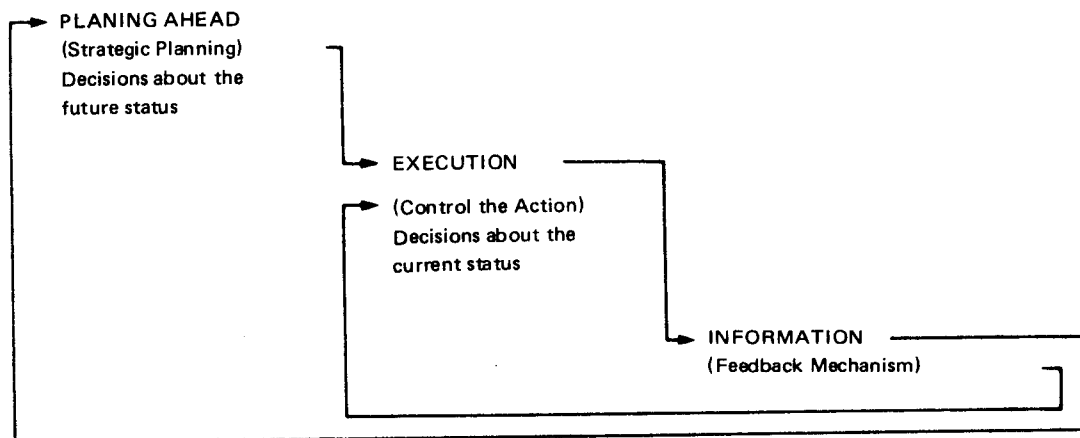 PLANING AHEAD
(Strategic Planning)
Decisions about the
future status
EXECUTION
(Control the Action)
Decisions about the
current status
INFORMATION
(Feedback Mechanism)